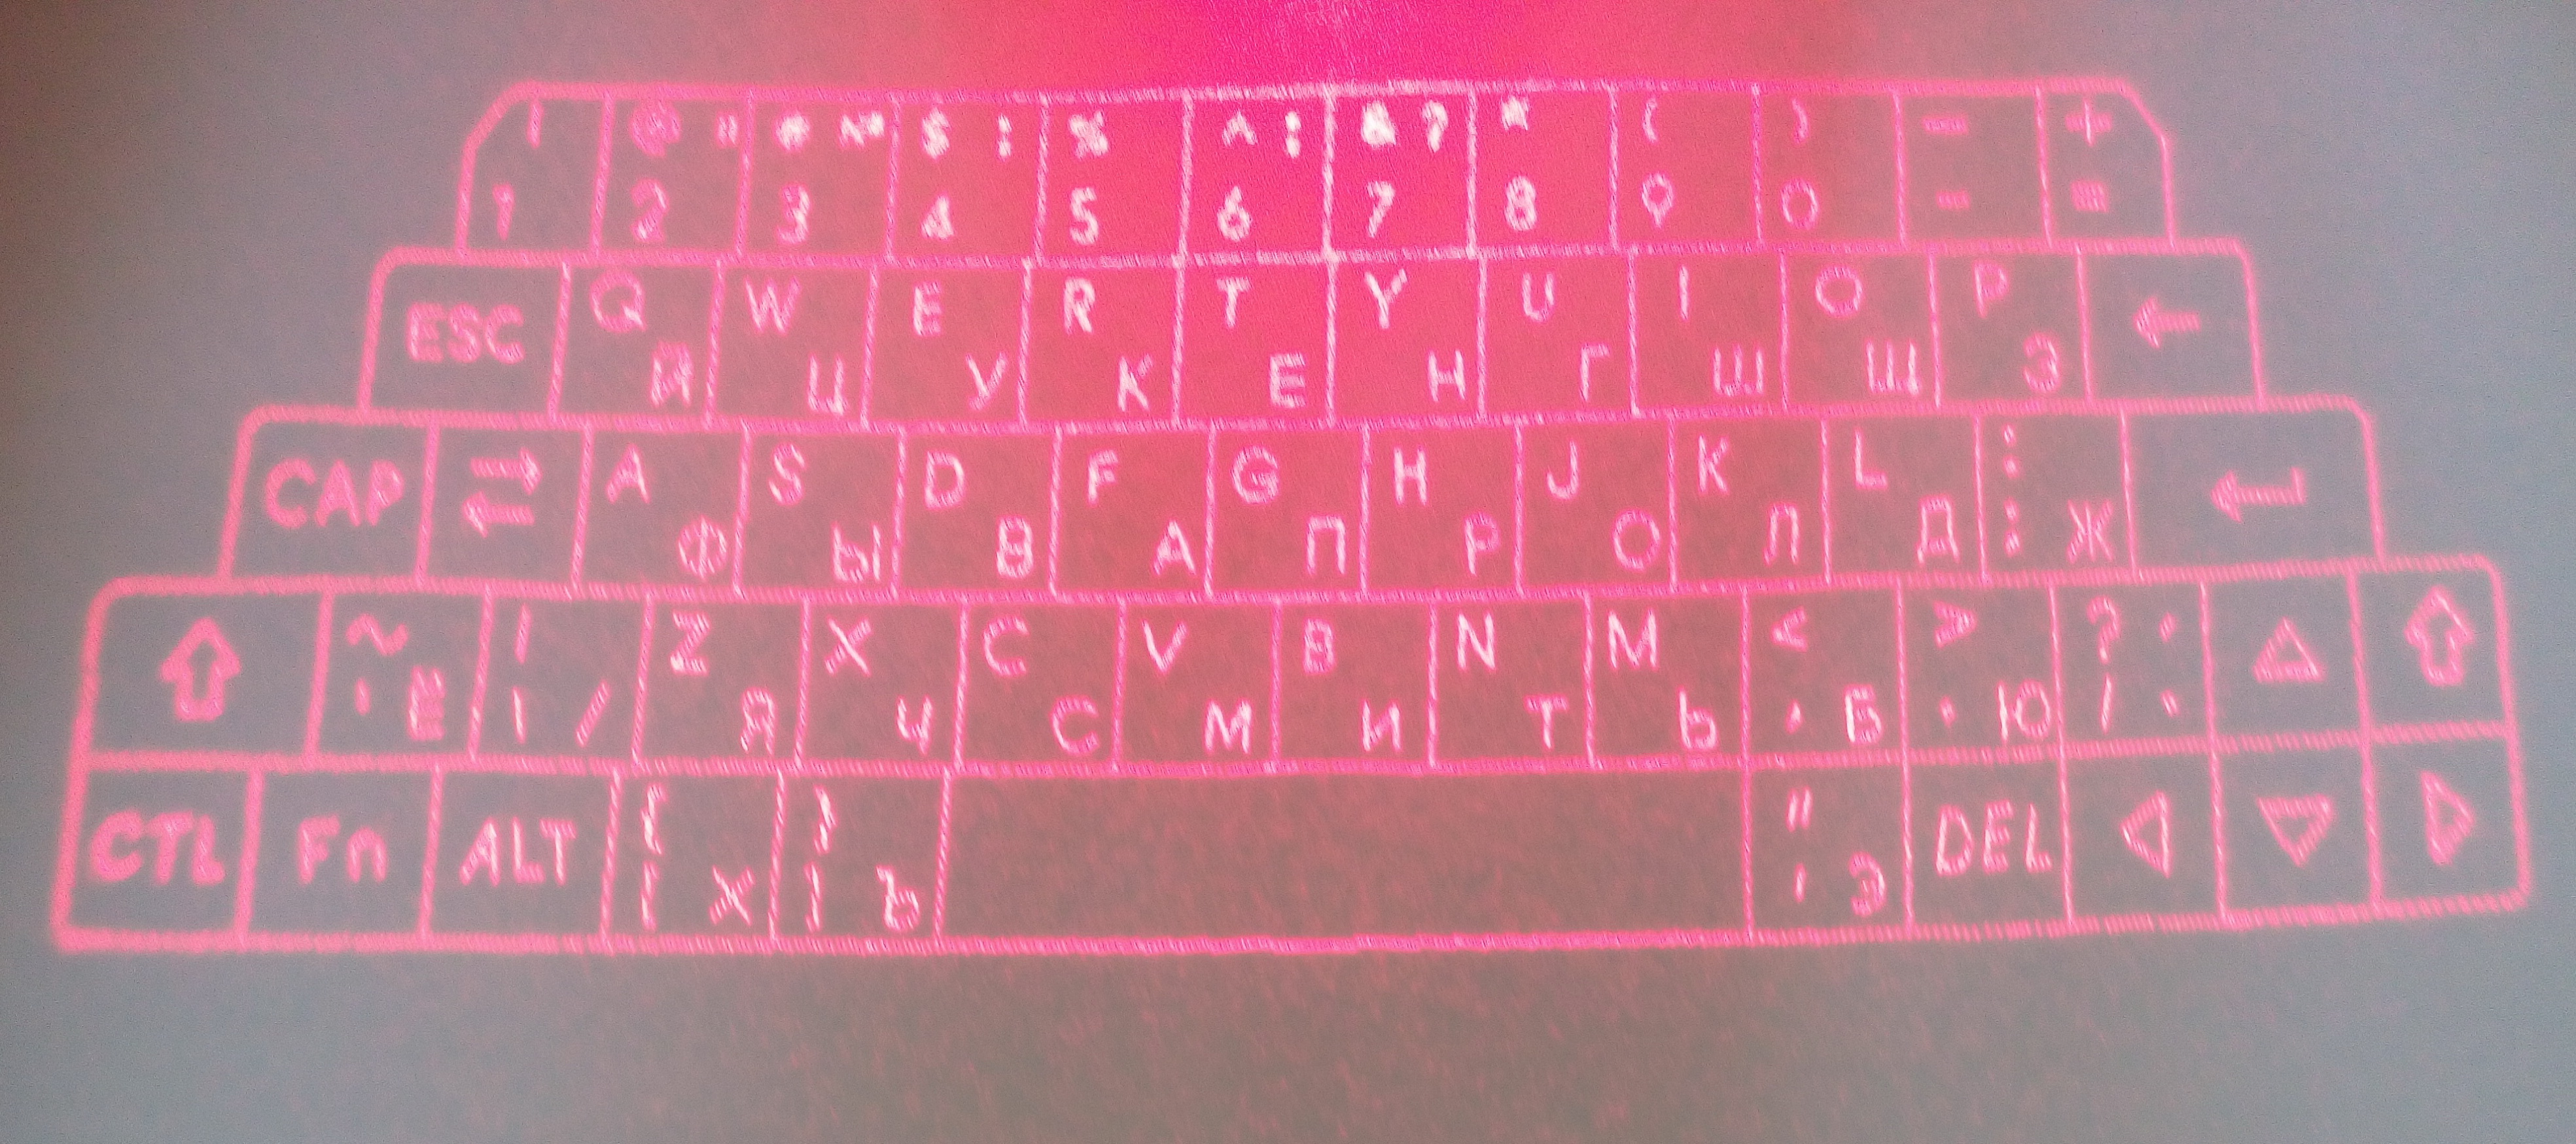 ! @ " # № $ ; % ^ : & ? * ( ) — +
1 2 3 4 5 6 7 8 9 0 - =
ESC Q W E R T Y U I O P ←
Й Ц У К Е Н Г Ш Щ З
CAP ⇄ A S D F G H J K L : ↵
Ф Ы В А П Р О Л Д ; Ж
⇧ ~ | Z X C V B N M < > ? , △ ⇧
' Ё \ / Я Ч С М И Т Ь , Б . Ю / .
CTL Fn ALT { } " DEL ◁ ▽ ▷
[ Х ] Ъ ' Э